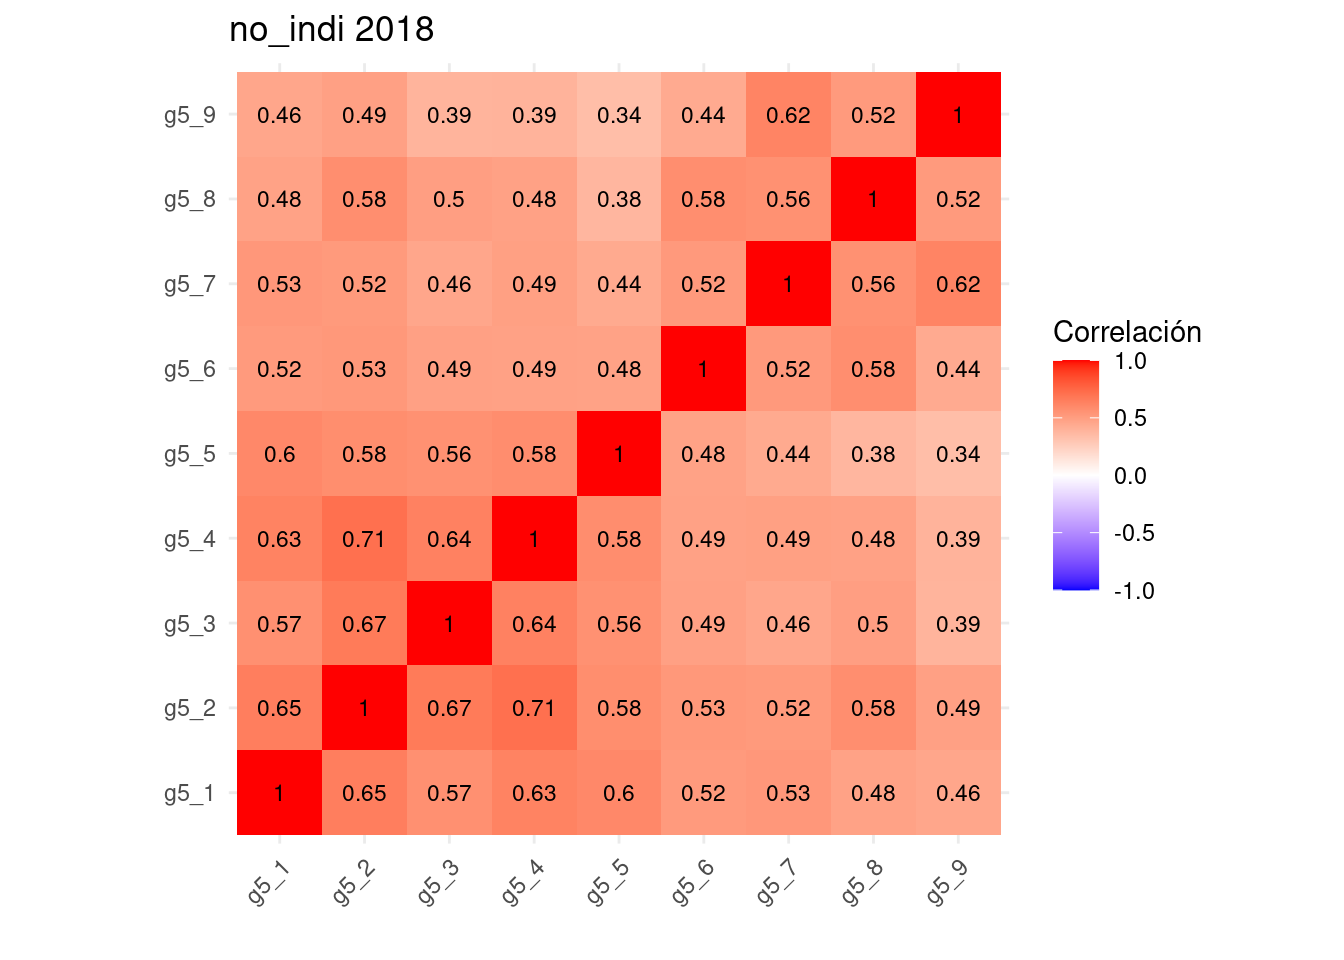 no_indi 2018
g5_9 0.46 0.49 0.39 0.39 0.34 0.44 0.62 0.52 1
g5_8 0.48 0.58 0.5 0.48 0.38 0.58 0.56 1 0.52
g5_7 0.53 0.52 0.46 0.49 0.44 0.52 1 0.56 0.62
g5_6 0.52 0.53 0.49 0.49 0.48 1 0.52 0.58 0.44
g5_5 0.6 0.58 0.56 0.58 1 0.48 0.44 0.38 0.34
g5_4 0.63 0.71 0.64 1 0.58 0.49 0.49 0.48 0.39
g5_3 0.57 0.67 1 0.64 0.56 0.49 0.46 0.5 0.39
g5_2 0.65 1 0.67 0.71 0.58 0.53 0.52 0.58 0.49
g5_1 1 0.65 0.57 0.63 0.6 0.52 0.53 0.48 0.46
g5_1 g5_2 g5_3 g5_4 g5_5 g5_6 g5_7 g5_8 g5_9
Correlación
1.0
0.5
0.0
-0.5
-1.0